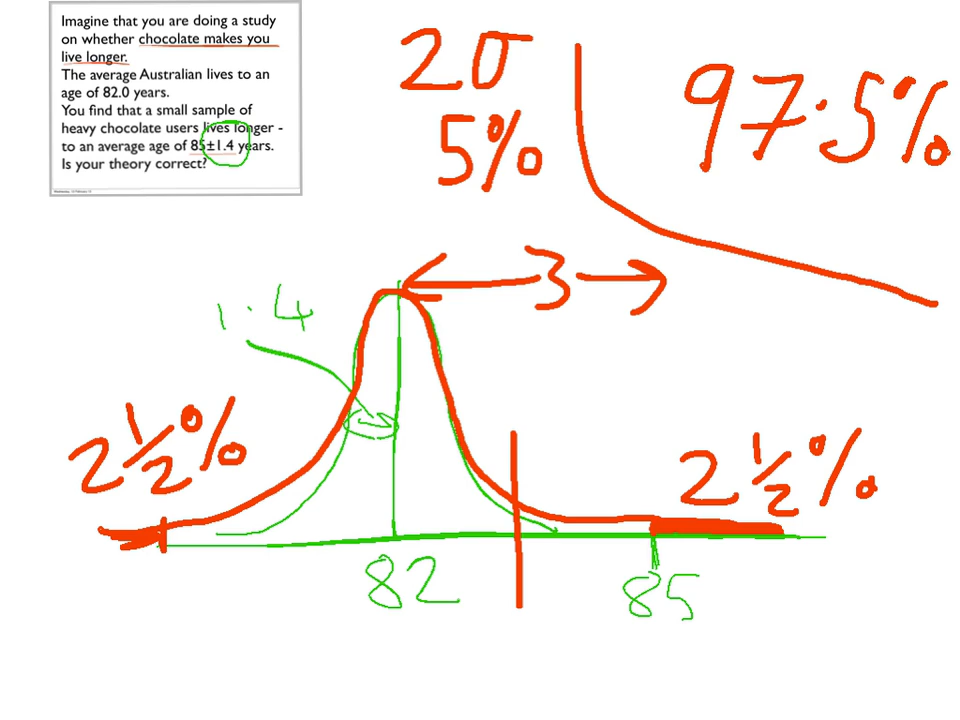 Imagine that you are doing a study
on whether chocolate makes you
live longer.
The average Australian lives to an
age of 82.0 years.
You find that a small sample of
heavy chocolate users lives longer -
to an average age of 85±1.4 years.
Is your theory correct?
2σ
5%
97.5%
3
1.4
2½%
2½%
82
85